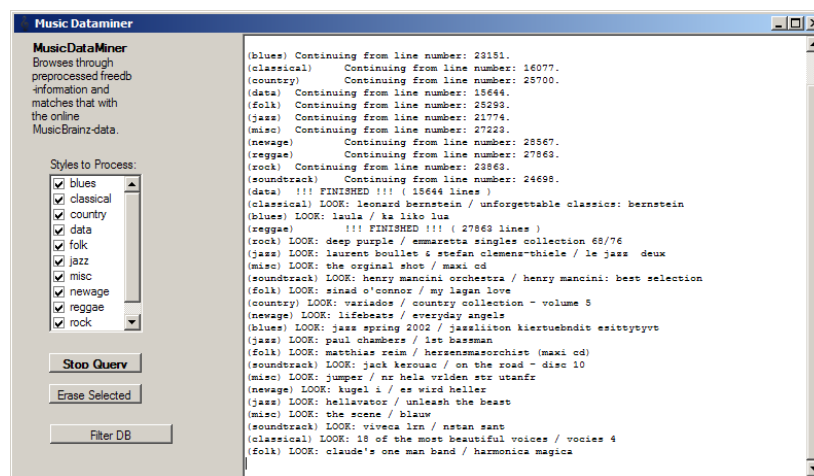 Music Dataminer
MusicDataMiner
Browses through
preprocessed freedb
-information and
matches that with
the online
MusicBrainz-data.
Styles to Process:
blues
classical
country
data
folk
jazz
misc
newage
reggae
rock
Stop Query
Erase Selected
Filter DB
(blues) Continuing from line number: 23151.
(classical) Continuing from line number: 16077.
(country) Continuing from line number: 25700.
(data) Continuing from line number: 15644.
(folk) Continuing from line number: 25293.
(jazz) Continuing from line number: 21774.
(misc) Continuing from line number: 27223.
(newage) Continuing from line number: 28567.
(reggae) Continuing from line number: 27863.
(rock) Continuing from line number: 23863.
(soundtrack) Continuing from line number: 24698.
(data) !!! FINISHED !!! ( 15644 lines )
(classical) LOOK: leonard bernstein / unforgettable classics: bernstein
(blues) LOOK: laula / ka liko lua
(reggae) !!! FINISHED !!! ( 27863 lines )
(rock) LOOK: deep purple / emmaretta singles collection 68/76
(jazz) LOOK: laurent boullet & stefan clemens-thiele / le jazz deux
(misc) LOOK: the orginal shot / maxi cd
(soundtrack) LOOK: henry mancini orchestra / henry mancini: best selection
(folk) LOOK: sinad o'connor / my lagan love
(country) LOOK: variados / country collection - volume 5
(newage) LOOK: lifebeats / everyday angels
(blues) LOOK: jazz spring 2002 / jazzliiton kiertuebndit esittytyvt
(jazz) LOOK: paul chambers / 1st bassman
(folk) LOOK: matthias reim / herzensmasorchist (maxi cd)
(soundtrack) LOOK: jack kerouac / on the road - disc 10
(misc) LOOK: jumper / nr hela vrlden str utanfr
(newage) LOOK: kugel i / es wird heller
(jazz) LOOK: hellavator / unleash the beast
(misc) LOOK: the scene / blauw
(soundtrack) LOOK: viveca lrn / nstan sant
(classical) LOOK: 18 of the most beautiful voices / vocies 4
(folk) LOOK: claude's one man band / harmonica magica